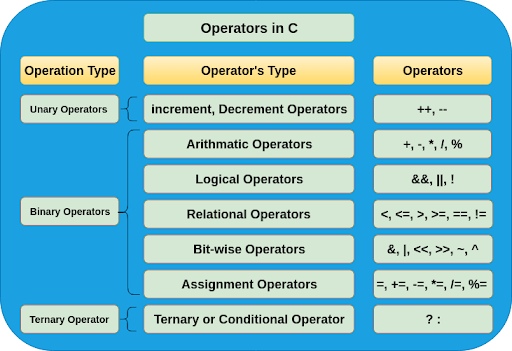 Operators in C
Operation Type Operator's Type Operators
Unary Operators increment, Decrement Operators ++, --
Arithmatic Operators +, -, *, /, %
Logical Operators &&, ||, !
Binary Operators Relational Operators <, <=, >, >=, ==, !=
Bit-wise Operators &, |, <<, >>, ~, ^
Assignment Operators =, +=, -=, *=, /=, %=
Ternary Operator Ternary or Conditional Operator ? :